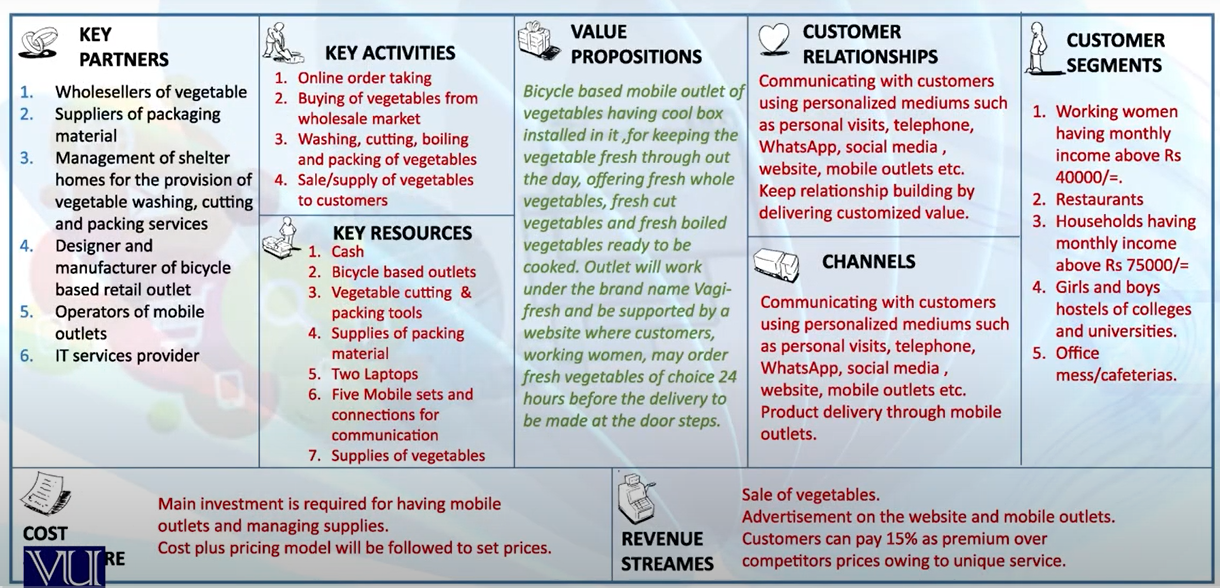 KEY
PARTNERS
1. Wholesellers of vegetable
2. Suppliers of packaging
material
3. Management of shelter
homes for the provision of
vegetable washing, cutting
and packing services
4. Designer and
manufacturer of bicycle
based retail outlet
5. Operators of mobile
outlets
6. IT services provider
KEY ACTIVITIES
1. Online order taking
2. Buying of vegetables from
wholesale market
3. Washing, cutting, boiling
and packing of vegetables
4. Sale/supply of vegetables
to customers
KEY RESOURCES
1. Cash
2. Bicycle based outlets
3. Vegetable cutting &
packing tools
4. Supplies of packing
material
5. Two Laptops
6. Five Mobile sets and
connections for
communication
7. Supplies of vegetables
VALUE
PROPOSITIONS
Bicycle based mobile outlet of
vegetables having cool box
installed in it ,for keeping the
vegetable fresh through out
the day, offering fresh whole
vegetables, fresh cut
vegetables and fresh boiled
vegetables ready to be
cooked. Outlet will work
under the brand name Vagi-
fresh and be supported by a
website where customers,
working women, may order
fresh vegetables of choice 24
hours before the delivery to
be made at the door steps.
CUSTOMER
RELATIONSHIPS
Communicating with customers
using personalized mediums such
as personal visits, telephone,
WhatsApp, social media ,
website, mobile outlets etc.
Keep relationship building by
delivering customized value.
CHANNELS
Communicating with customers
using personalized mediums such
as personal visits, telephone,
WhatsApp, social media ,
website, mobile outlets etc.
Product delivery through mobile
outlets.
CUSTOMER
SEGMENTS
1. Working women
having monthly
income above Rs
40000/=.
2. Restaurants
3. Households having
monthly income
above Rs 75000/=
4. Girls and boys
hostels of colleges
and universities.
5. Office
mess/cafeterias.
COST
RE
VU
Main investment is required for having mobile
outlets and managing supplies.
Cost plus pricing model will be followed to set prices.
REVENUE
STREAMES
Sale of vegetables.
Advertisement on the website and mobile outlets.
Customers can pay 15% as premium over
competitors prices owing to unique service.